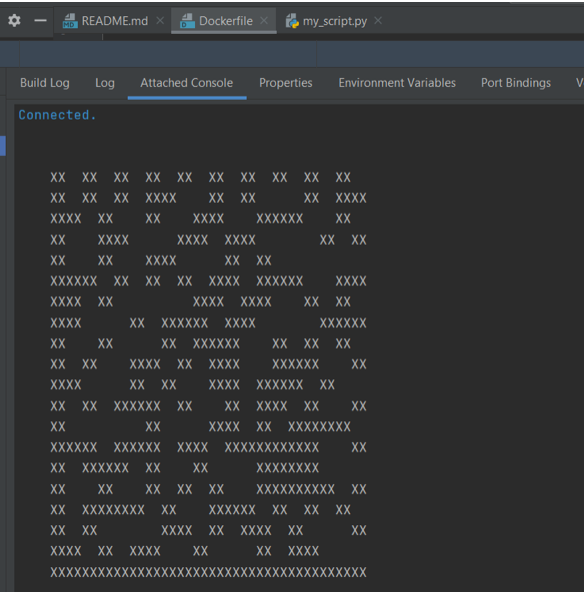 README.md Dockerfile my_script.py
Build Log Log Attached Console Properties Environment Variables Port Bindings V
Connected.
XX  XX  XX  XX  XX  XX  XX  XX  XX  XX
XX  XX  XX  XXXX    XX  XX      XX  XXXX
XXXX  XX    XX    XXXX    XXXXXX    XX
XX    XXXX      XXXX  XXXX        XX  XX
XX    XX    XXXX      XX  XX
XXXXXX  XX  XX  XX  XXXX  XXXXXX    XXXX
XXXX  XX          XXXX  XXXX    XX  XX
XXXX      XX  XXXXXX  XXXX        XXXXXX
XX    XX      XX  XXXXXX    XX  XX  XX
XX  XX    XXXX  XX  XXXX    XXXXXX    XX
XXXX      XX  XX    XXXX  XXXXXX  XX
XX  XX  XXXXXX  XX    XX  XXXX  XX    XX
XX          XX      XXXX  XX  XXXXXXXX
XXXXXX  XXXXXX  XXXX  XXXXXXXXXXXX    XX
XX  XXXXXX  XX    XX      XXXXXXXX
XX    XX    XX  XX  XX    XXXXXXXXXX  XX
XX  XXXXXXXX  XX    XXXXXX  XX  XX  XX
XX  XX        XXXX  XX  XXXX  XX      XX
XXXX  XX  XXXX    XX      XX  XXXX
XXXXXXXXXXXXXXXXXXXXXXXXXXXXXXXXXXXXXXXX